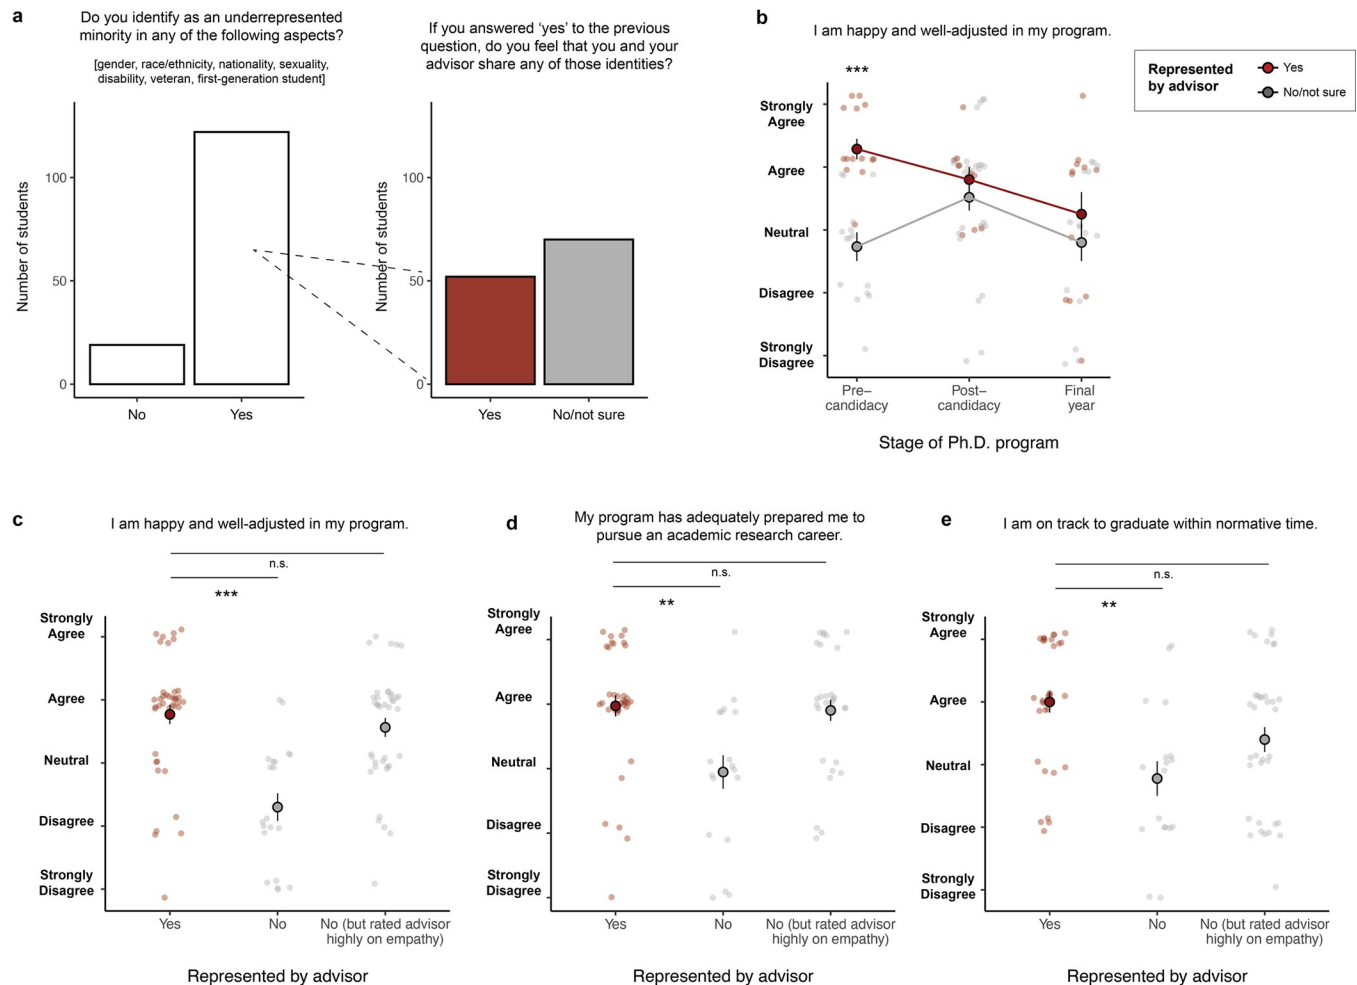 a
Do you identify as an underrepresented
minority in any of the following aspects?
[gender, race/ethnicity, nationality, sexuality,
disability, veteran, first-generation student]
Number of students
100
50
0
No
Yes
If you answered ‘yes’ to the previous
question, do you feel that you and your
advisor share any of those identities?
Number of students
100
50
0
Yes
No/not sure
b
I am happy and well-adjusted in my program.
***
Strongly
Agree
Agree
Neutral
Disagree
Strongly
Disagree
Pre–
candidacy
Post–
candidacy
Final
year
Stage of Ph.D. program
Represented
by advisor
Yes
No/not sure
c
I am happy and well-adjusted in my program.
n.s.
***
Strongly
Agree
Agree
Neutral
Disagree
Strongly
Disagree
Yes
No
No (but rated advisor
highly on empathy)
Represented by advisor
d
My program has adequately prepared me to
pursue an academic research career.
n.s.
**
Strongly
Agree
Agree
Neutral
Disagree
Strongly
Disagree
Yes
No
No (but rated advisor
highly on empathy)
Represented by advisor
e
I am on track to graduate within normative time.
n.s.
**
Strongly
Agree
Agree
Neutral
Disagree
Strongly
Disagree
Yes
No
No (but rated advisor
highly on empathy)
Represented by advisor